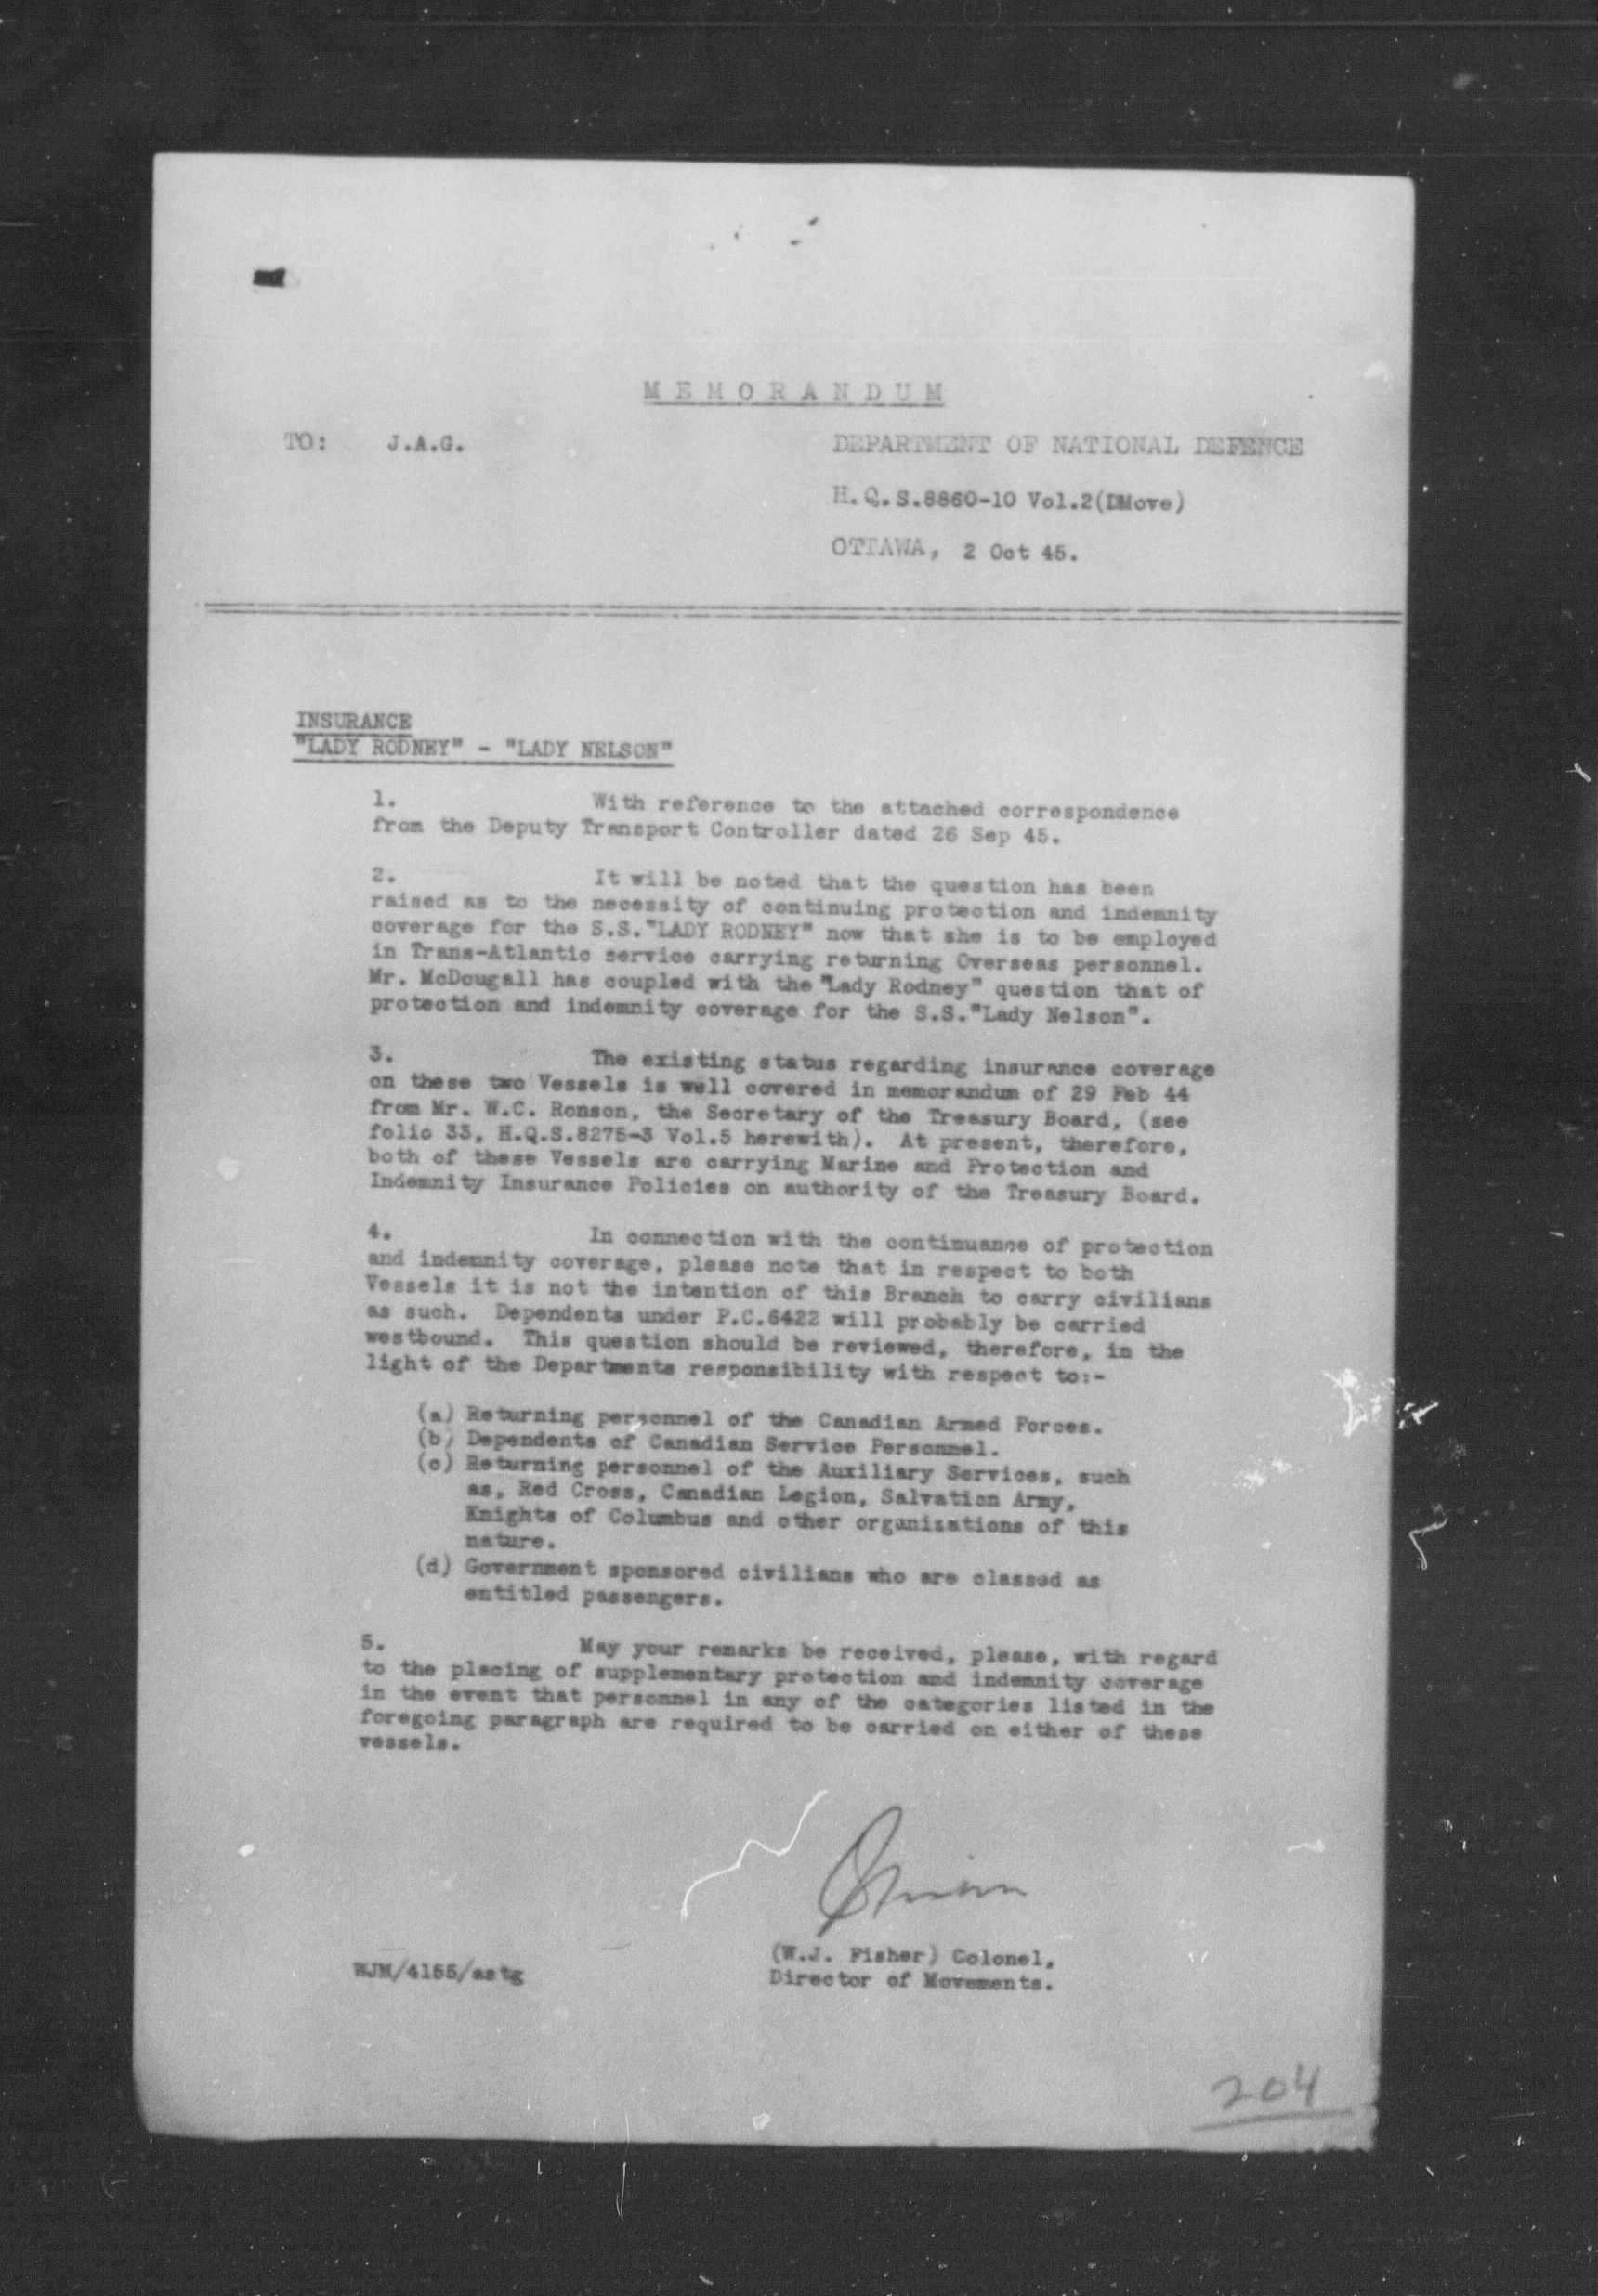 MEMORANDUM
TO: J.A.G.
DEPARTMENT OF NATIONAL DEFENCE
H.Q.S.8860-10 Vol.2(DMove)
OTTAWA, 2 Oct 45.
INSURANCE
"LADY RODNEY" - "LADY NELSON"
1. With reference to the attached correspondence
from the Deputy Transport Controller dated 26 Sep 45.
2. It will be noted that the question has been
raised as to the necessity of continuing protection and indemnity
coverage for the S.S."LADY RODNEY" now that she is to be employed
in Trans-Atlantic service carrying returning Overseas personnel.
Mr. McDougall has coupled with the "Lady Rodney" question that of
protection and indemnity coverage for the S.S."Lady Nelson".
3. The existing status regarding insurance coverage
on these two Vessels is well covered in memorandum of 29 Feb 44
from Mr. W.C. Ronson, the Secretary of the Treasury Board, (see
folio 33, H.Q.S.8275-3 Vol.5 herewith). At present, therefore,
both of these Vessels are carrying Marine and Protection and
Indemnity Insurance Policies on authority of the Treasury Board.
4. In connection with the continuance of protection
and indemnity coverage, please note that in respect to both
Vessels it is not the intention of this Branch to carry civilians
as such. Dependents under P.C.6422 will probably be carried
westbound. This question should be reviewed, therefore, in the
light of the Departments responsibility with respect to:-
(a) Returning personnel of the Canadian Armed Forces.
(b) Dependents of Canadian Service Personnel.
(c) Returning personnel of the Auxiliary Services, such
as, Red Cross, Canadian Legion, Salvation Army,
Knights of Columbus and other organizations of this
nature.
(d) Government sponsored civilians who are classed as
entitled passengers.
5. May your remarks be received, please, with regard
to the placing of supplementary protection and indemnity coverage
in the event that personnel in any of the categories listed in the
foregoing paragraph are required to be carried on either of these
vessels.
(W.J. Fisher) Colonel,
WJM/4155/astg
Director of Movements.
204